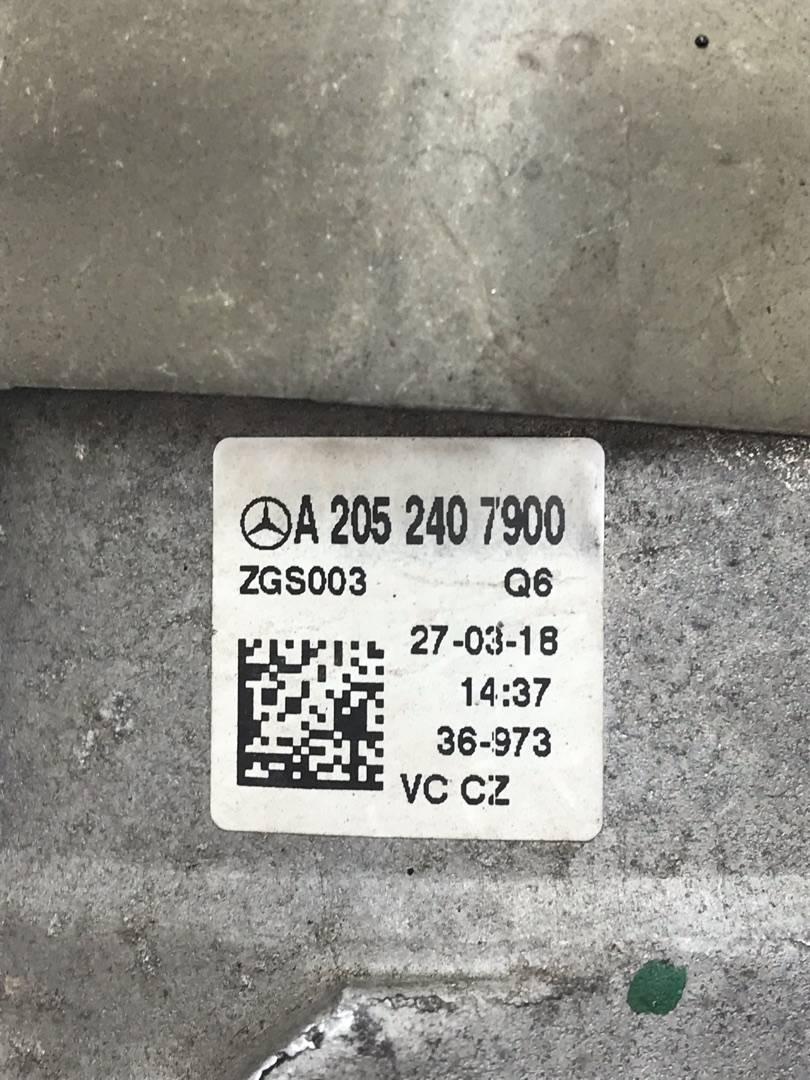 A 205 240 7900
ZGS003 Q6
27-03-18
14:37
36-973
VC CZ